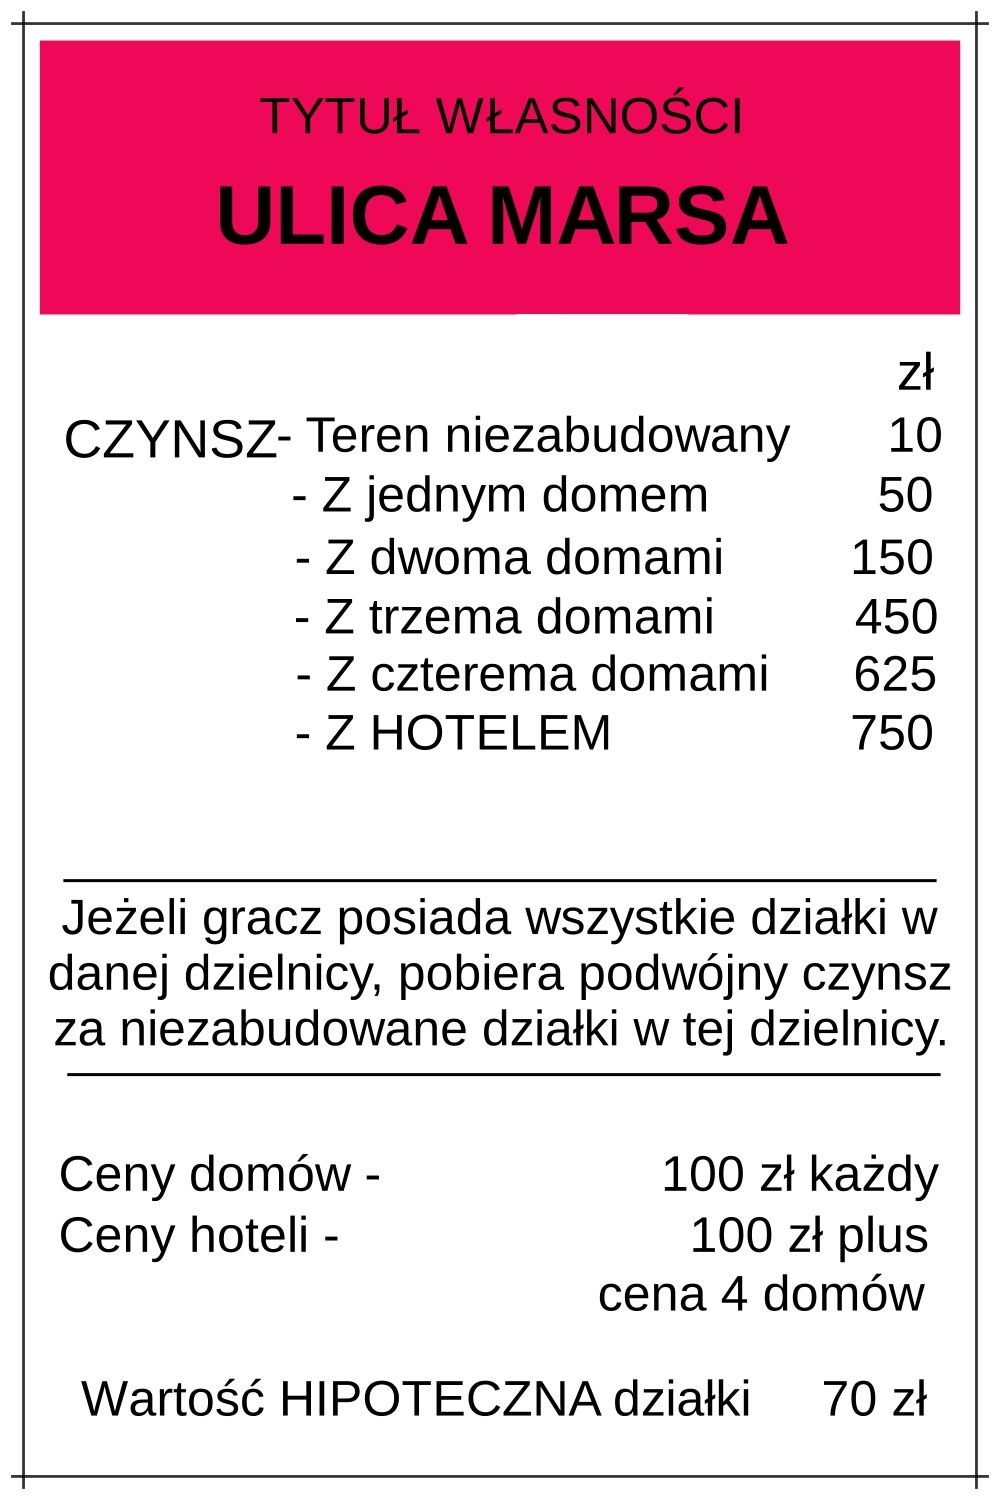 TYTUŁ WŁASNOŚCI
ULICA MARSA
zł
CZYNSZ- Teren niezabudowany 10
- Z jednym domem 50
- Z dwoma domami 150
- Z trzema domami 450
- Z czterema domami 625
- Z HOTELEM 750
Jeżeli gracz posiada wszystkie działki w
danej dzielnicy, pobiera podwójny czynsz
za niezabudowane działki w tej dzielnicy.
Ceny domów - 100 zł każdy
Ceny hoteli - 100 zł plus
cena 4 domów
Wartość HIPOTECZNA działki 70 zł